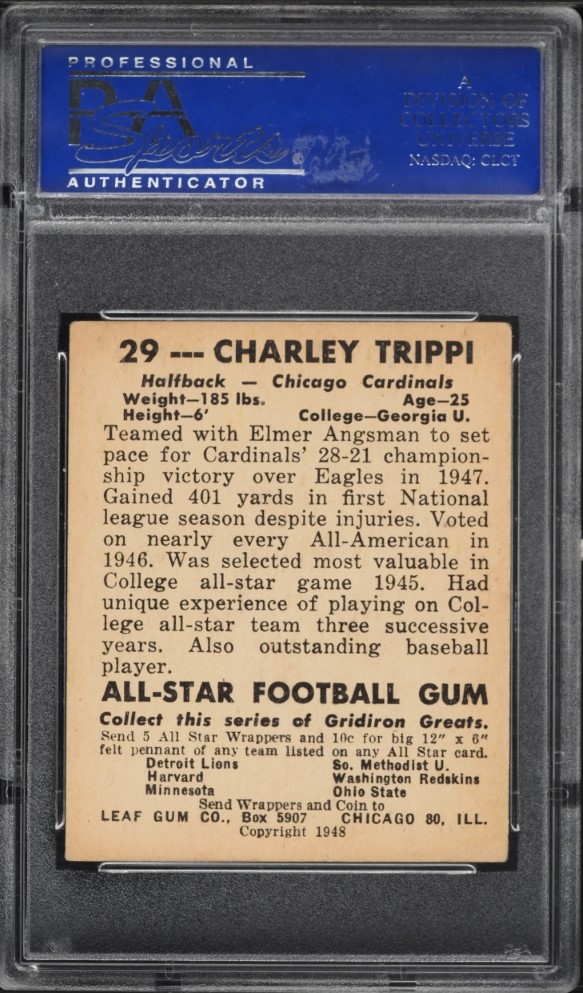 PROFESSIONAL
PSA
Sports
AUTHENTICATOR
A
DIVISION OF
COLLECTORS
UNIVERSE
NASDAQ: CLCT
29 --- CHARLEY TRIPPI
Halfback — Chicago Cardinals
Weight—185 lbs. Age—25
Height—6' College—Georgia U.
Teamed with Elmer Angsman to set
pace for Cardinals' 28-21 champion-
ship victory over Eagles in 1947.
Gained 401 yards in first National
league season despite injuries. Voted
on nearly every All-American in
1946. Was selected most valuable in
College all-star game 1945. Had
unique experience of playing on Col-
lege all-star team three successive
years. Also outstanding baseball
player.
ALL-STAR FOOTBALL GUM
Collect this series of Gridiron Greats.
Send 5 All Star Wrappers and 10c for big 12" x 6"
felt pennant of any team listed on any All Star card.
Detroit Lions So. Methodist U.
Harvard Washington Redskins
Minnesota Ohio State
Send Wrappers and Coin to
LEAF GUM CO., Box 5907 CHICAGO 80, ILL.
Copyright 1948